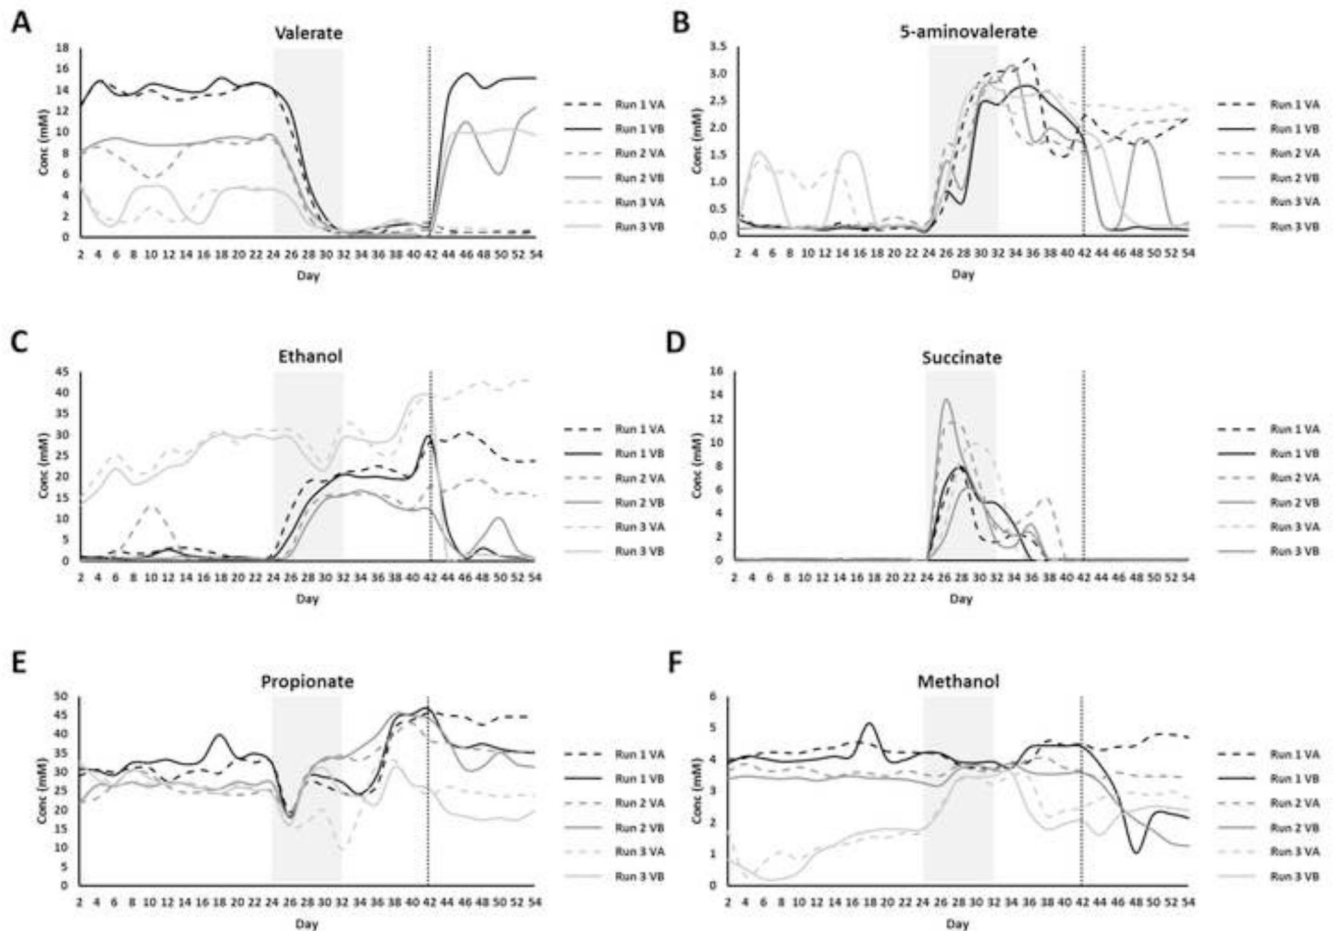 A
Valerate
18
16
14
12
10
8
6
4
2
0
Conc (mM)
2 4 6 8 10 12 14 16 18 20 22 24 26 28 30 32 34 36 38 40 42 44 46 48 50 52 54
Day
Run 1 VA
Run 1 VB
Run 2 VA
Run 2 VB
Run 3 VA
Run 3 VB
B
5-aminovalerate
3.5
3.0
2.5
2.0
1.5
1.0
0.5
0.0
Conc (mM)
2 4 6 8 10 12 14 16 18 20 22 24 26 28 30 32 34 36 38 40 42 44 46 48 50 52 54
Day
Run 1 VA
Run 1 VB
Run 2 VA
Run 2 VB
Run 3 VA
Run 3 VB
C
Ethanol
45
40
35
30
25
20
15
10
5
0
Conc (mM)
2 4 6 8 10 12 14 16 18 20 22 24 26 28 30 32 34 36 38 40 42 44 46 48 50 52 54
Day
Run 1 VA
Run 1 VB
Run 2 VA
Run 2 VB
Run 3 VA
Run 3 VB
D
Succinate
16
14
12
10
8
6
4
2
0
Conc (mM)
2 4 6 8 10 12 14 16 18 20 22 24 26 28 30 32 34 36 38 40 42 44 46 48 50 52 54
Day
Run 1 VA
Run 1 VB
Run 2 VA
Run 2 VB
Run 3 VA
Run 3 VB
E
Propionate
50
45
40
35
30
25
20
15
10
5
0
Conc (mM)
2 4 6 8 10 12 14 16 18 20 22 24 26 28 30 32 34 36 38 40 42 44 46 48 50 52 54
Day
Run 1 VA
Run 1 VB
Run 2 VA
Run 2 VB
Run 3 VA
Run 3 VB
F
Methanol
6
5
4
3
2
1
0
Conc (mM)
2 4 6 8 10 12 14 16 18 20 22 24 26 28 30 32 34 36 38 40 42 44 46 48 50 52 54
Day
Run 1 VA
Run 1 VB
Run 2 VA
Run 2 VB
Run 3 VA
Run 3 VB